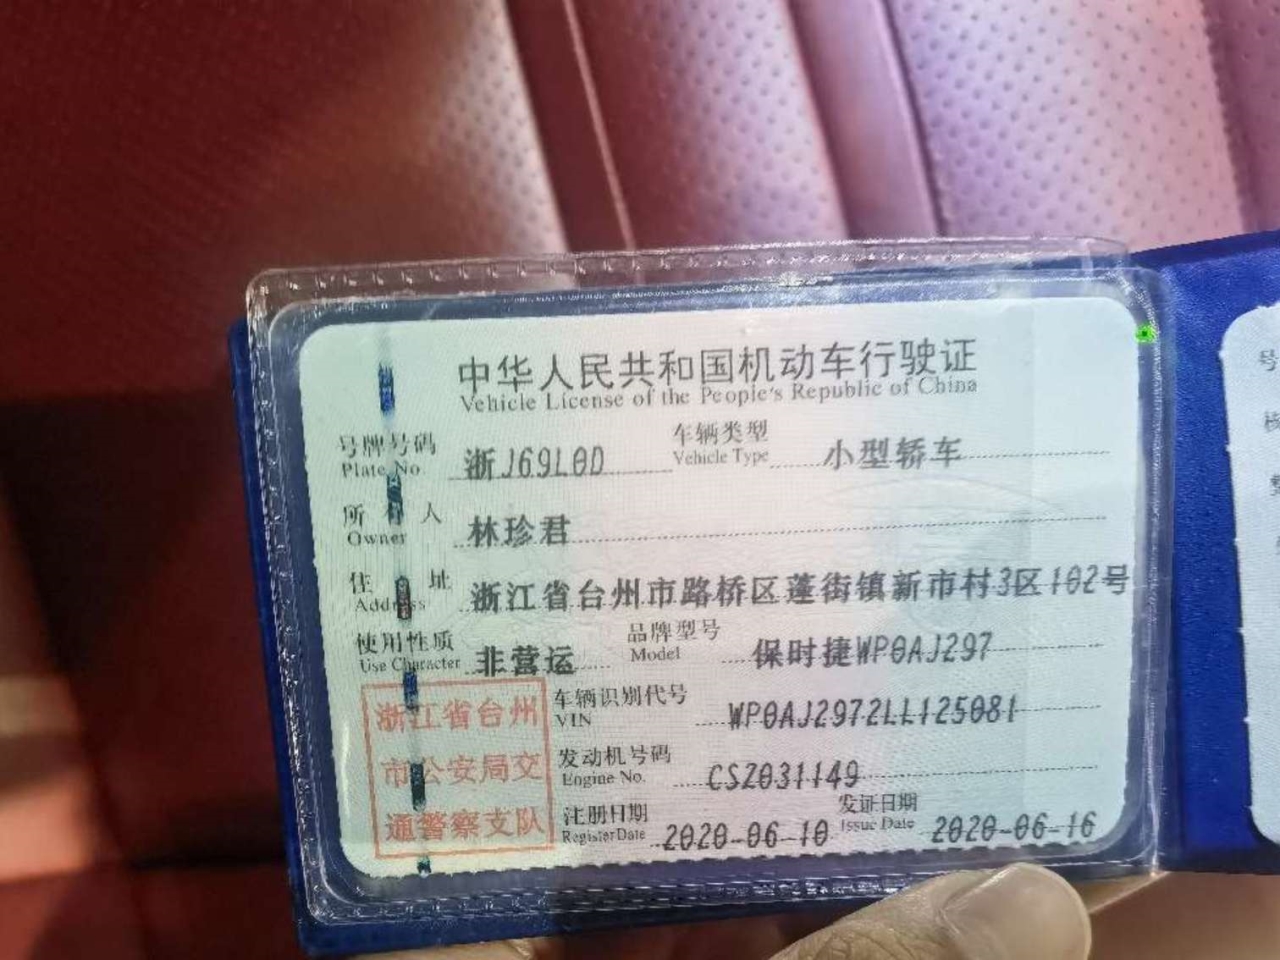 中华人民共和国机动车行驶证
Vehicle License of the People's Republic of China
号牌号码 浙J69L0D 车辆类型 小型轿车
Plate No Vehicle Type
所 有 人 林珍君
Owner
住 址 浙江省台州市路桥区蓬街镇新市村3区102号
Address
使用性质 非营运 品牌型号 保时捷WP0AJ297
Use Character Model
浙江省台州
市公安局交
通警察支队
车辆识别代号 WP0AJ2972LL125081
VIN
发动机号码 CSZ031149
Engine No.
注册日期 2020-06-10 发证日期 2020-06-16
Register Date Issue Date
号